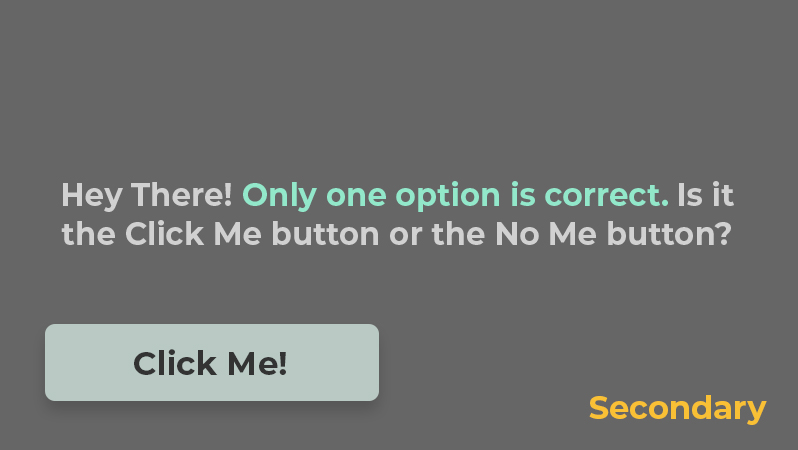 Hey There! Only one option is correct. Is it
the Click Me button or the No Me button?
Click Me!
Secondary